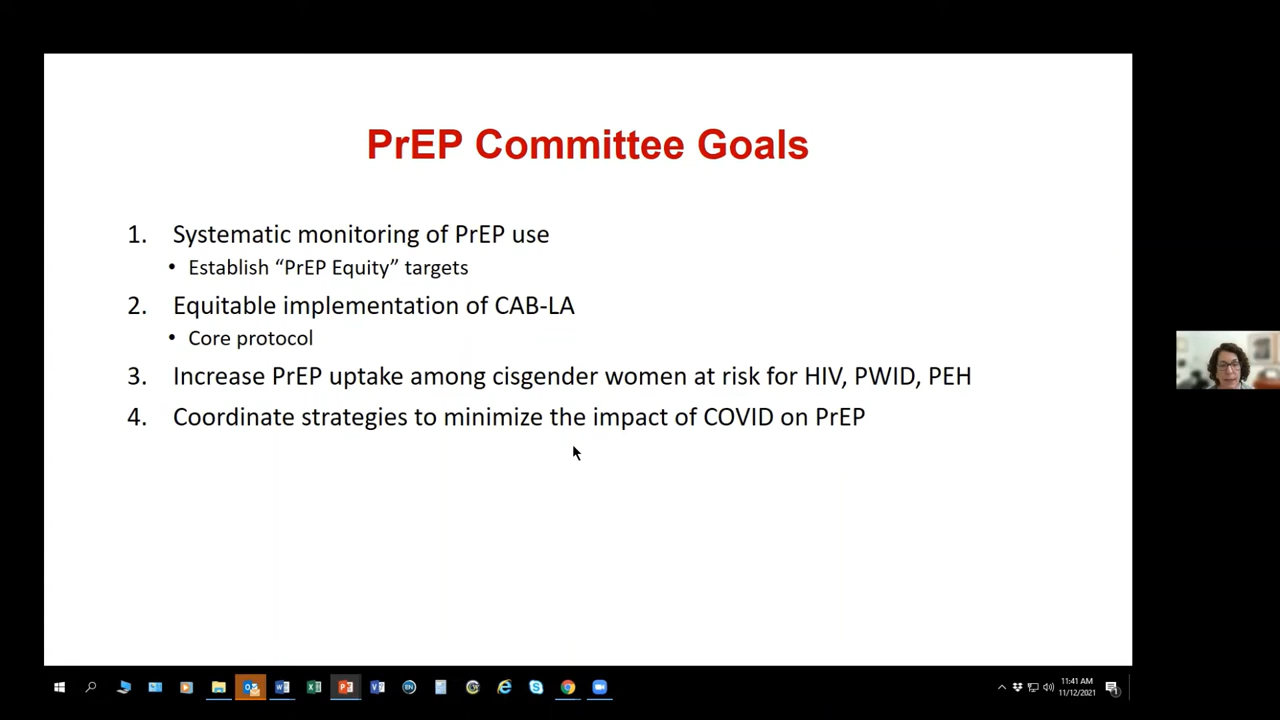 PrEP Committee Goals
1. Systematic monitoring of PrEP use
• Establish “PrEP Equity” targets
2. Equitable implementation of CAB-LA
• Core protocol
3. Increase PrEP uptake among cisgender women at risk for HIV, PWID, PEH
4. Coordinate strategies to minimize the impact of COVID on PrEP
11:41 AM
11/12/2021